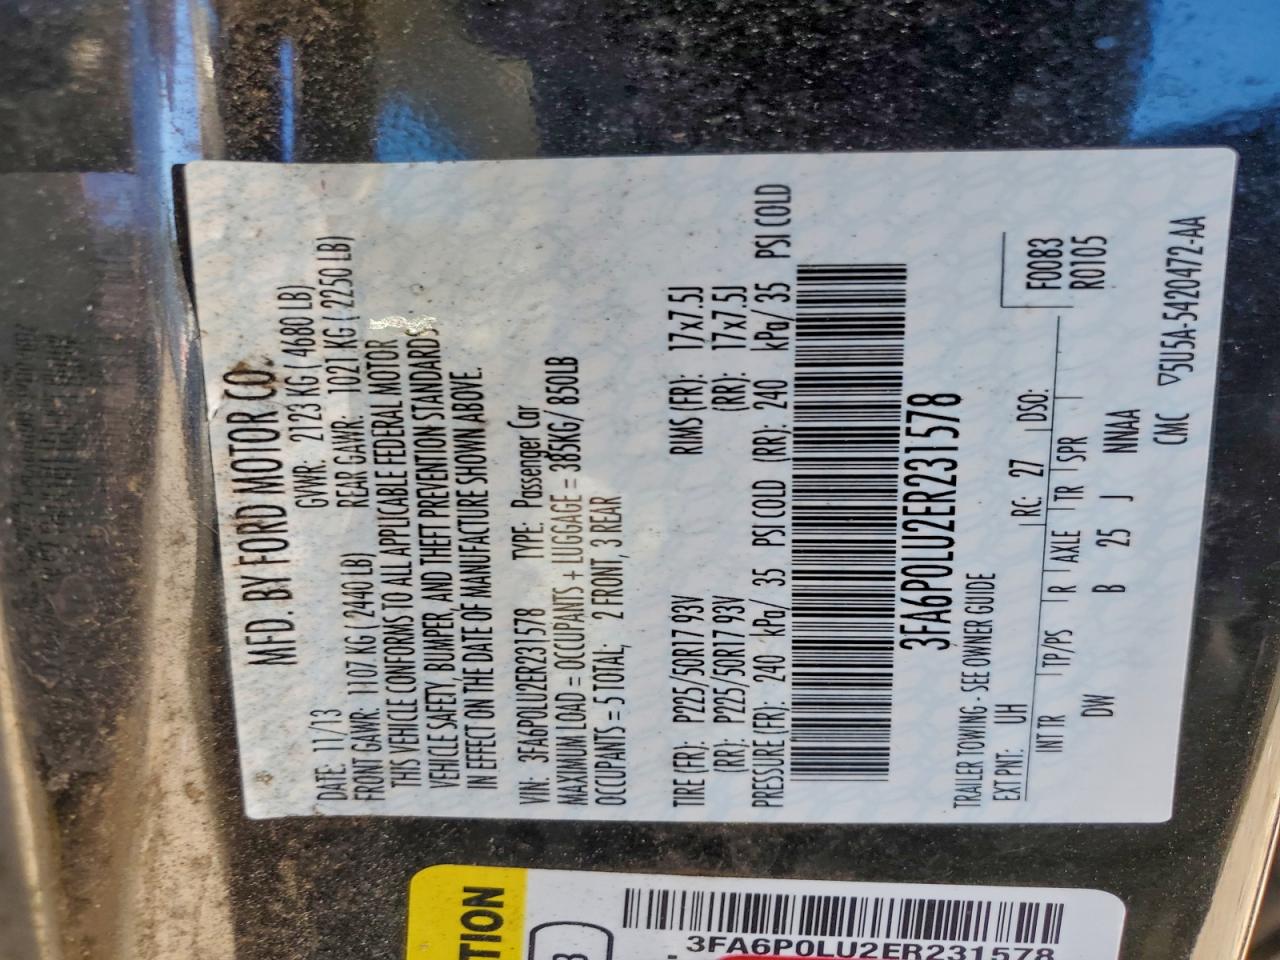 MFD. BY FORD MOTOR CO.
DATE: 11/13 GVWR: 2123 KG ( 4680 LB)
FRONT GAWR: 1107 KG (2440 LB) REAR GAWR: 1021 KG ( 2250 LB)
THIS VEHICLE CONFORMS TO ALL APPLICABLE FEDERAL MOTOR
VEHICLE SAFETY, BUMPER, AND THEFT PREVENTION STANDARDS
IN EFFECT ON THE DATE OF MANUFACTURE SHOWN ABOVE.
VIN: 3FA6P0LU2ER231578 TYPE: Passenger Car
MAXIMUM LOAD = OCCUPANTS + LUGGAGE = 385KG/ 850LB
OCCUPANTS = 5 TOTAL; 2 FRONT, 3 REAR
TIRE (FR): P225/50R17 93V RIMS (FR): 17x7.5J
(RR): P225/50R17 93V (RR): 17x7.5J
PRESSURE (FR): 240 kPa/ 35 PSI COLD (RR): 240 kPa/ 35 PSI COLD
3FA6P0LU2ER231578
TRAILER TOWING - SEE OWNER GUIDE F0083
EXT PNT: UH RC: 27 DSO: R0105
INT TR TP/PS R AXLE TR SPR
DW B 25 J NNAA
CMC ▽5U5A-5420472-AA
TION
3FA6P0LU2ER231578